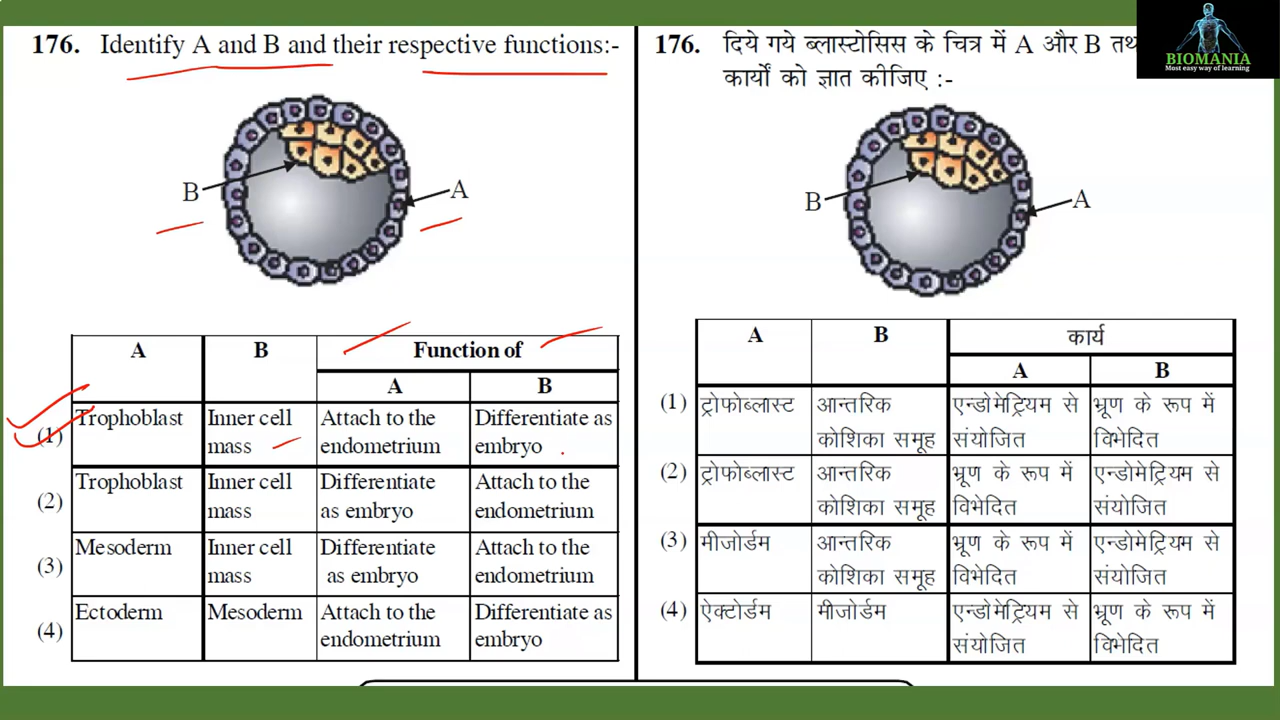 176. Identify A and B and their respective functions:-
B
A
A B Function of
A B
(1) Trophoblast Inner cell mass Attach to the endometrium Differentiate as embryo
(2) Trophoblast Inner cell mass Differentiate as embryo Attach to the endometrium
(3) Mesoderm Inner cell mass Differentiate as embryo Attach to the endometrium
(4) Ectoderm Mesoderm Attach to the endometrium Differentiate as embryo
176. दिये गये ब्लास्टोसिस के चित्र में A और B तथ
कार्यों को ज्ञात कीजिए :-
B
A
A B कार्य
A B
(1) ट्रोफोब्लास्ट आन्तरिक कोशिका समूह एन्डोमेट्रियम से संयोजित भ्रूण के रूप में विभेदित
(2) ट्रोफोब्लास्ट आन्तरिक कोशिका समूह भ्रूण के रूप में विभेदित एन्डोमेट्रियम से संयोजित
(3) मीजोर्डम आन्तरिक कोशिका समूह भ्रूण के रूप में विभेदित एन्डोमेट्रियम से संयोजित
(4) ऐक्टोर्डम मीजोर्डम एन्डोमेट्रियम से संयोजित भ्रूण के रूप में विभेदित
BIOMANIA
Most easy way of learning